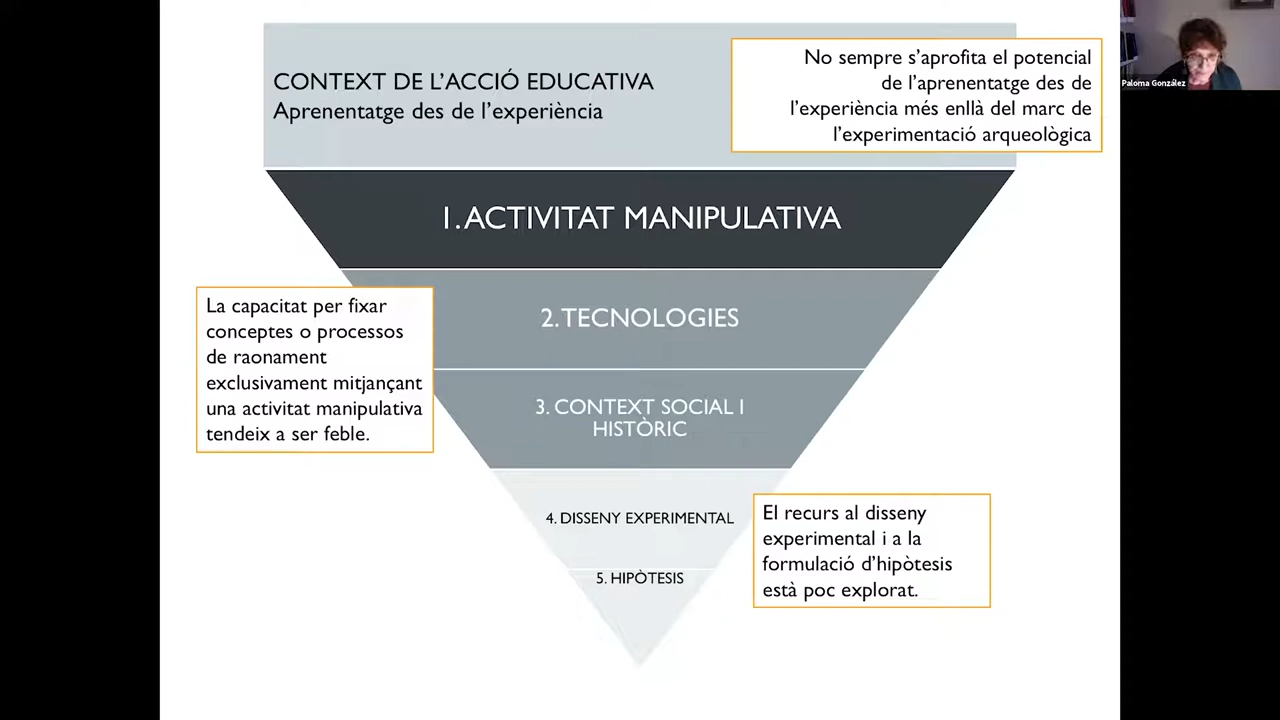 CONTEXT DE L’ACCIÓ EDUCATIVA
Aprenentatge des de l’experiència
No sempre s’aprofita el potencial
de l’aprenentatge des de
l’experiència més enllà del marc de
l’experimentació arqueològica
Paloma González
1. ACTIVITAT MANIPULATIVA
2. TECNOLOGIES
La capacitat per fixar
conceptes o processos
de raonament
exclusivament mitjançant
una activitat manipulativa
tendeix a ser feble.
3. CONTEXT SOCIAL I
HISTÒRIC
4. DISSENY EXPERIMENTAL
5. HIPÒTESIS
El recurs al disseny
experimental i a la
formulació d’hipòtesis
està poc explorat.